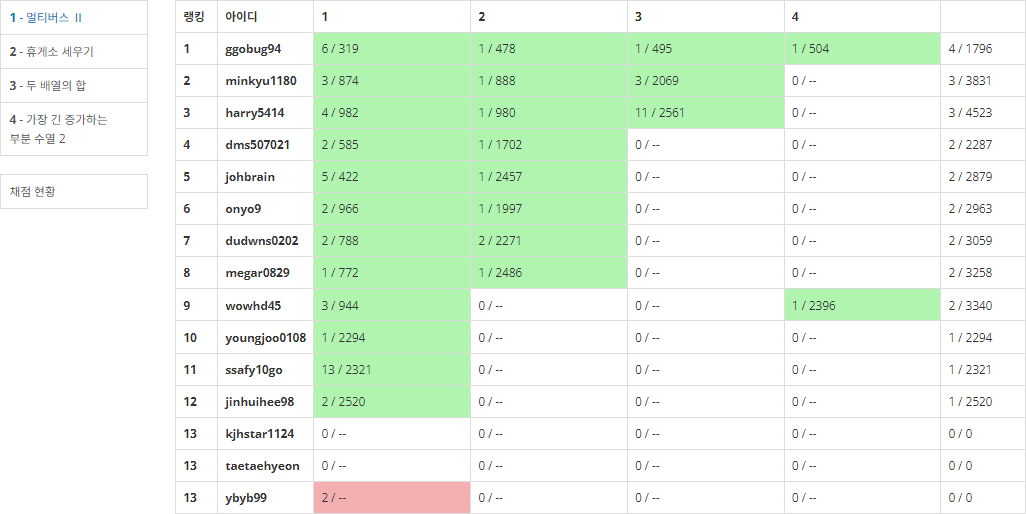 1 - 멀티버스 Ⅱ
2 - 휴게소 세우기
3 - 두 배열의 합
4 - 가장 긴 증가하는
부분 수열 2
채점 현황
랭킹 아이디 1 2 3 4
1 ggobug94 6 / 319 1 / 478 1 / 495 1 / 504 4 / 1796
2 minkyu1180 3 / 874 1 / 888 3 / 2069 0 / -- 3 / 3831
3 harry5414 4 / 982 1 / 980 11 / 2561 0 / -- 3 / 4523
4 dms507021 2 / 585 1 / 1702 0 / -- 0 / -- 2 / 2287
5 johbrain 5 / 422 1 / 2457 0 / -- 0 / -- 2 / 2879
6 onyo9 2 / 966 1 / 1997 0 / -- 0 / -- 2 / 2963
7 dudwns0202 2 / 788 2 / 2271 0 / -- 0 / -- 2 / 3059
8 megar0829 1 / 772 1 / 2486 0 / -- 0 / -- 2 / 3258
9 wowhd45 3 / 944 0 / -- 0 / -- 1 / 2396 2 / 3340
10 youngjoo0108 1 / 2294 0 / -- 0 / -- 0 / -- 1 / 2294
11 ssafy10go 13 / 2321 0 / -- 0 / -- 0 / -- 1 / 2321
12 jinhuihee98 2 / 2520 0 / -- 0 / -- 0 / -- 1 / 2520
13 kjhstar1124 0 / -- 0 / -- 0 / -- 0 / -- 0 / 0
13 taetaehyeon 0 / -- 0 / -- 0 / -- 0 / -- 0 / 0
13 ybyb99 2 / -- 0 / -- 0 / -- 0 / -- 0 / 0